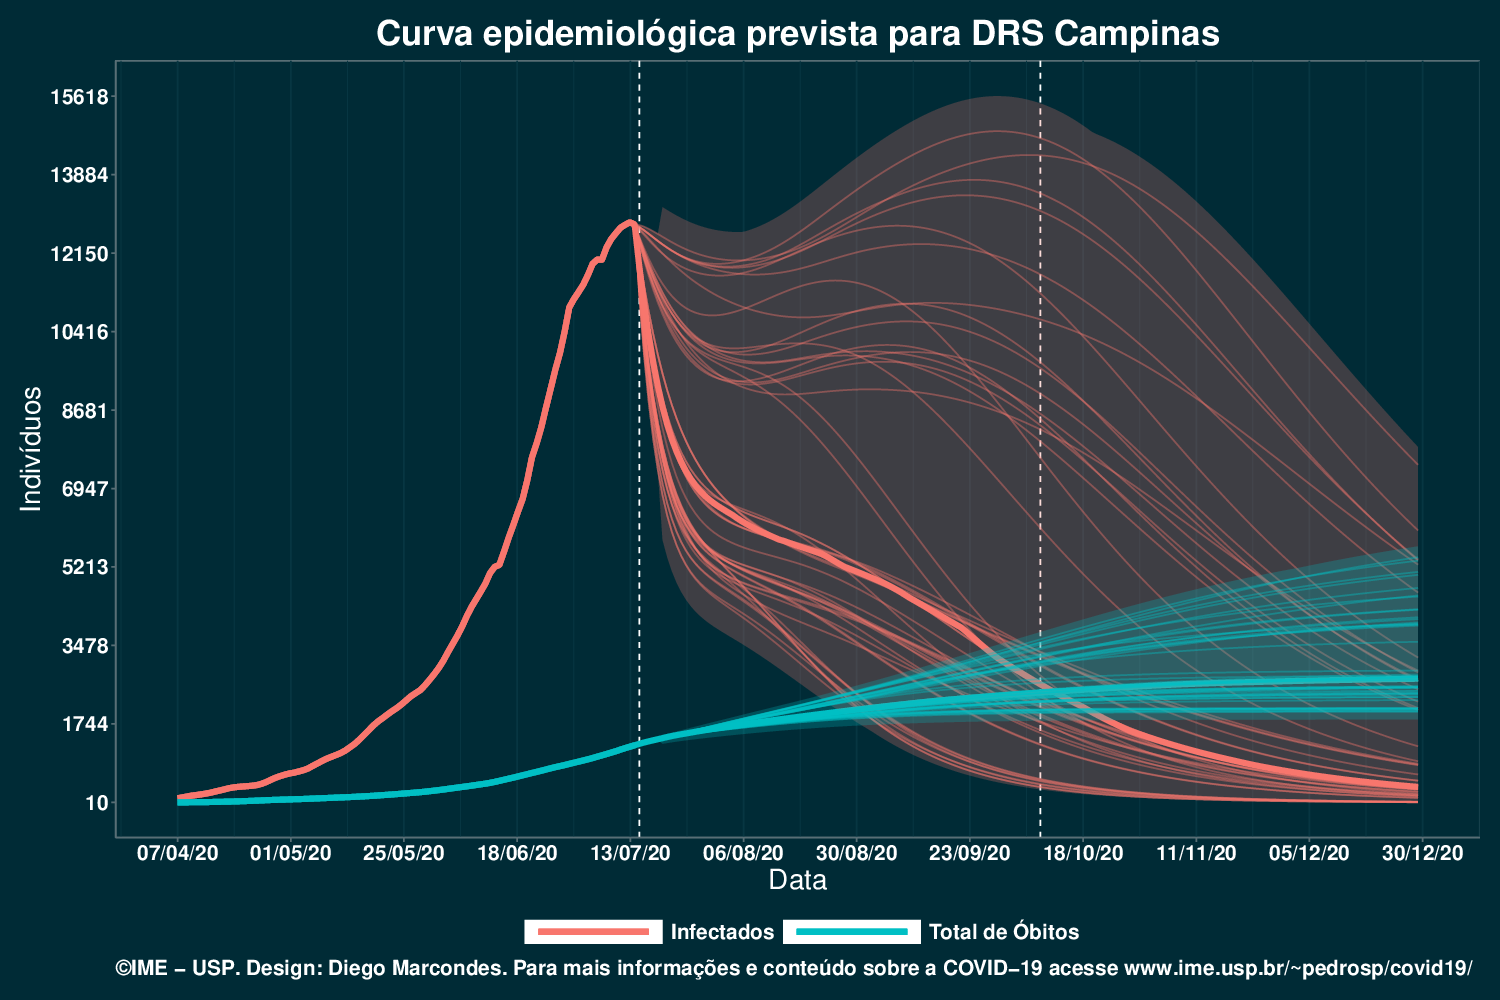 Curva epidemiológica prevista para DRS Campinas
15618
13884
12150
10416
8681
6947
5213
3478
1744
10
Indivíduos
07/04/20 01/05/20 25/05/20 18/06/20 13/07/20 06/08/20 30/08/20 23/09/20 18/10/20 11/11/20 05/12/20 30/12/20
Data
Infectados Total de Óbitos
©IME − USP. Design: Diego Marcondes. Para mais informações e conteúdo sobre a COVID−19 acesse www.ime.usp.br/~pedrosp/covid19/